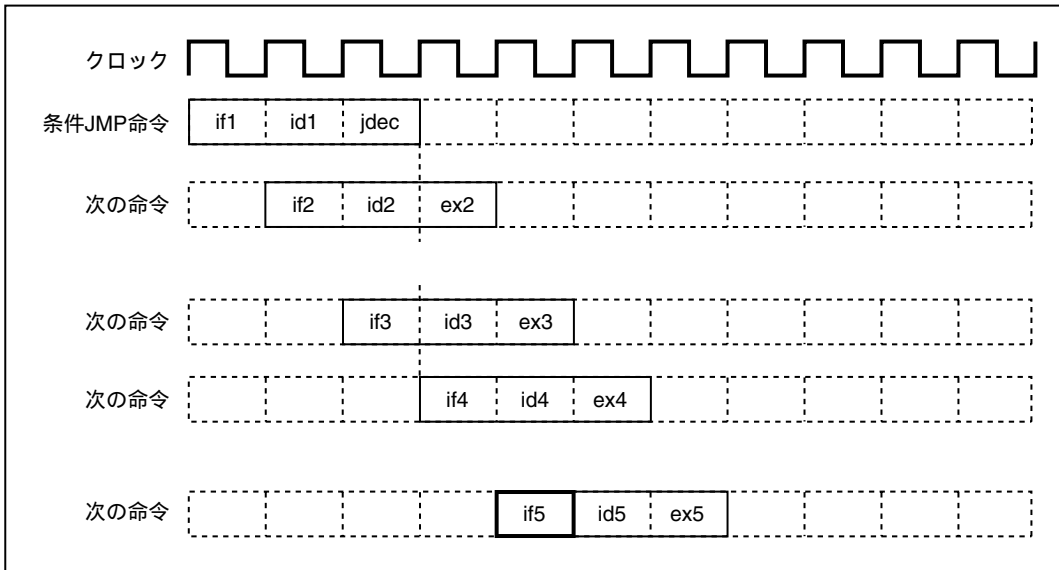 クロック
条件JMP命令 if1 id1 jdec
次の命令 if2 id2 ex2
次の命令 if3 id3 ex3
次の命令 if4 id4 ex4
次の命令 if5 id5 ex5